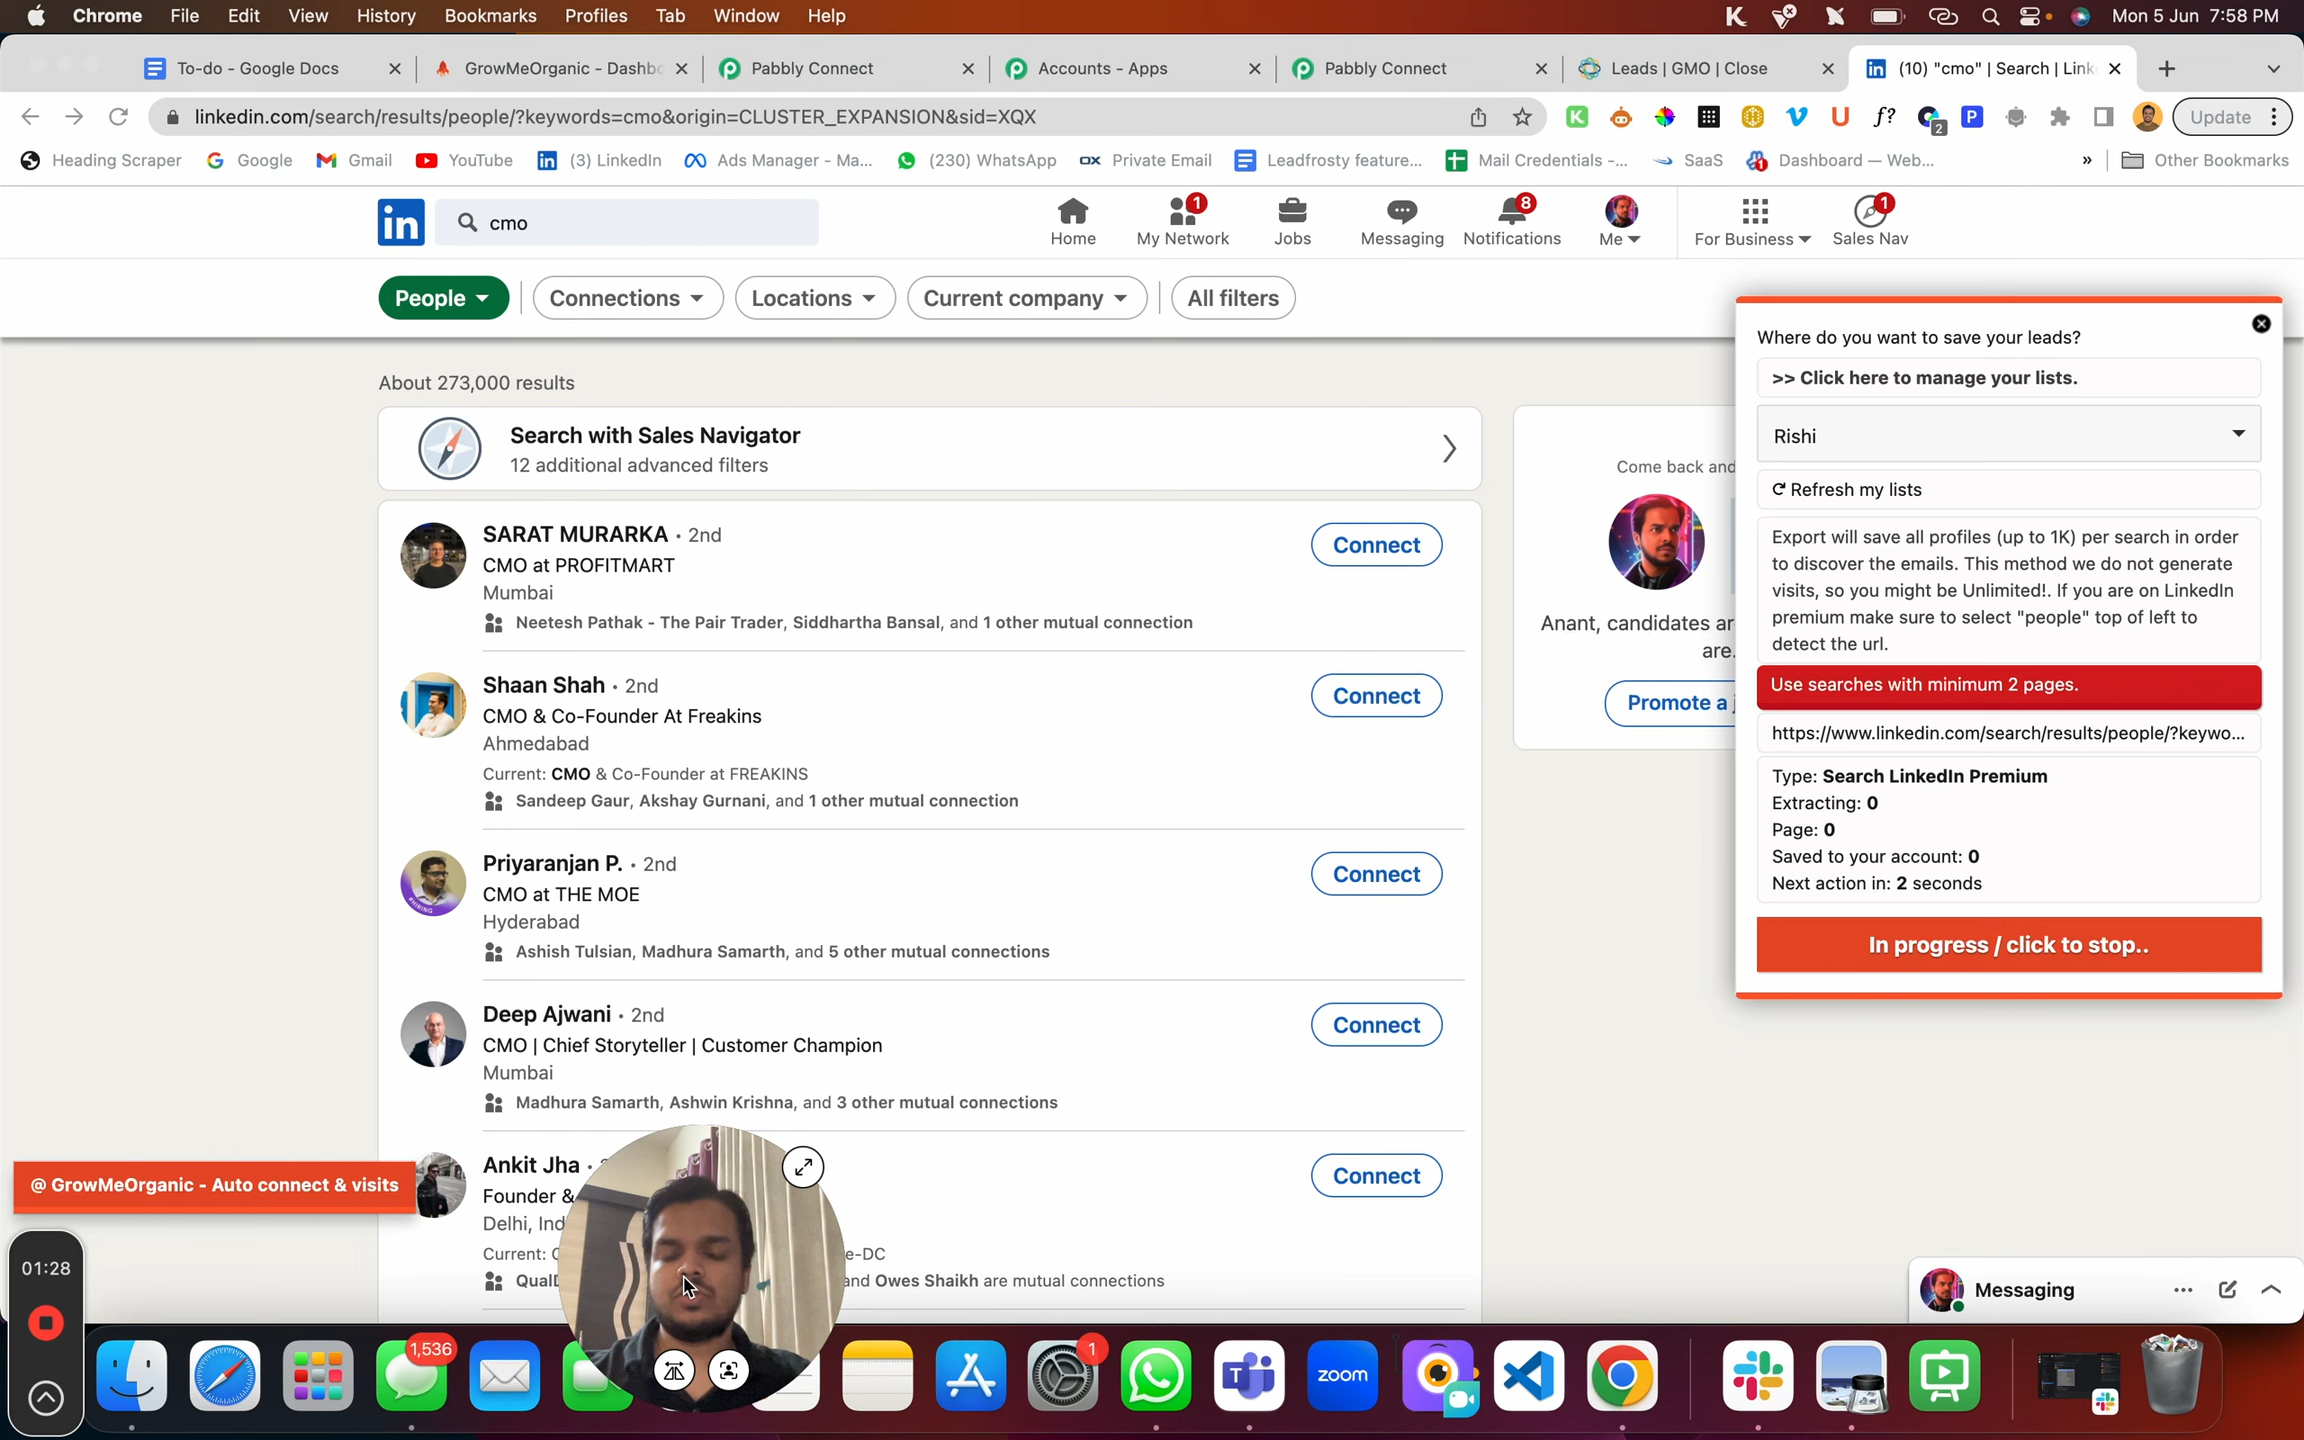 Chrome File Edit View History Bookmarks Profiles Tab Window Help
Mon 5 Jun 7:58 PM
To-do - Google Docs
GrowMeOrganic - Dashbo
Pabbly Connect
Accounts - Apps
Pabbly Connect
Leads | GMO | Close
(10) "cmo" | Search | Link
linkedin.com/search/results/people/?keywords=cmo&origin=CLUSTER_EXPANSION&sid=XQX
2
Update
Heading Scraper
Google
Gmail
YouTube
(3) LinkedIn
Ads Manager - Ma...
(230) WhatsApp
Private Email
Leadfrosty feature...
Mail Credentials -...
SaaS
Dashboard — Web...
»
Other Bookmarks
in
cmo
Home
1
My Network
Jobs
Messaging
8
Notifications
Me
For Business
1
Sales Nav
People
Connections
Locations
Current company
All filters
About 273,000 results
Search with Sales Navigator
12 additional advanced filters
SARAT MURARKA • 2nd
CMO at PROFITMART
Mumbai
Neetesh Pathak - The Pair Trader, Siddhartha Bansal, and 1 other mutual connection
Connect
Shaan Shah • 2nd
CMO & Co-Founder At Freakins
Ahmedabad
Current: CMO & Co-Founder at FREAKINS
Sandeep Gaur, Akshay Gurnani, and 1 other mutual connection
Connect
Priyaranjan P. • 2nd
CMO at THE MOE
Hyderabad
Ashish Tulsian, Madhura Samarth, and 5 other mutual connections
Connect
#HIRING
Deep Ajwani • 2nd
CMO | Chief Storyteller | Customer Champion
Mumbai
Madhura Samarth, Ashwin Krishna, and 3 other mutual connections
Connect
Ankit Jha •
Founder &
Delhi, Ind
Current:
e-DC
and Owes Shaikh are mutual connections
Connect
Come back and
Anant, candidates ar
are.
Promote a j
Where do you want to save your leads?
>> Click here to manage your lists.
Rishi
Refresh my lists
Export will save all profiles (up to 1K) per search in order
to discover the emails. This method we do not generate
visits, so you might be Unlimited!. If you are on LinkedIn
premium make sure to select "people" top of left to
detect the url.
Use searches with minimum 2 pages.
https://www.linkedin.com/search/results/people/?keywo...
Type: Search LinkedIn Premium
Extracting: 0
Page: 0
Saved to your account: 0
Next action in: 2 seconds
In progress / click to stop..
@ GrowMeOrganic - Auto connect & visits
01:28
Messaging
1,536
1
zoom